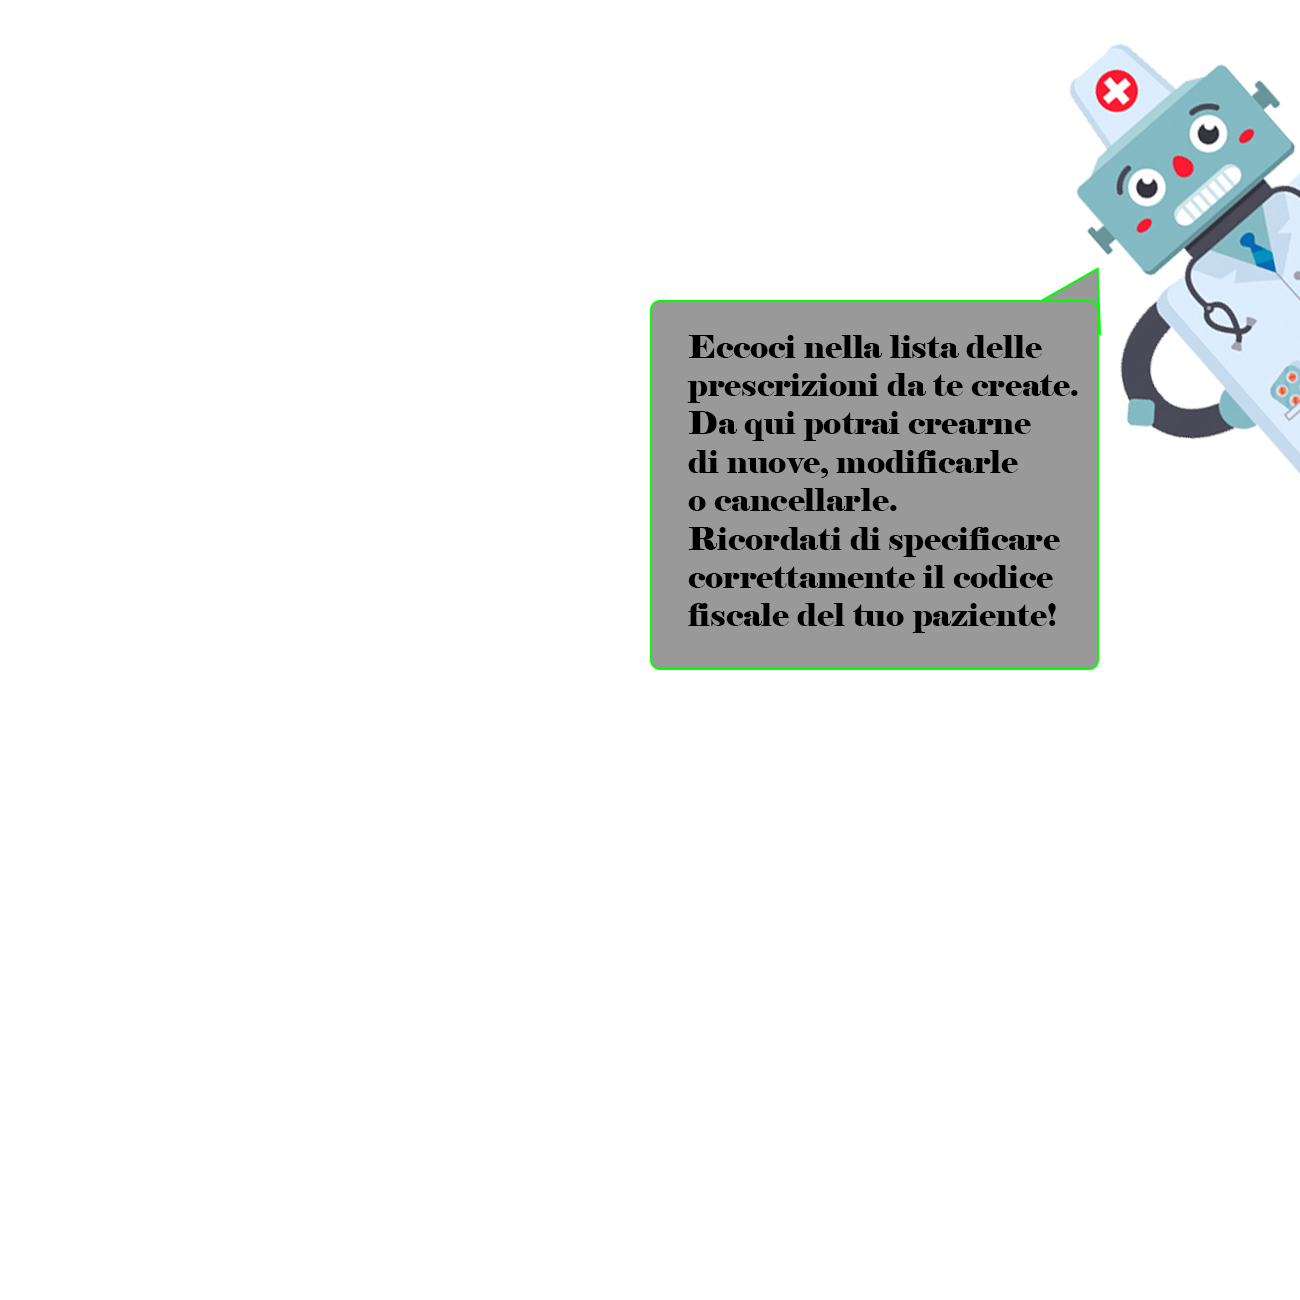 Eccoci nella lista delle
prescrizioni da te create.
Da qui potrai crearne
di nuove, modificarle
o cancellarle.
Ricordati di specificare
correttamente il codice
fiscale del tuo paziente!